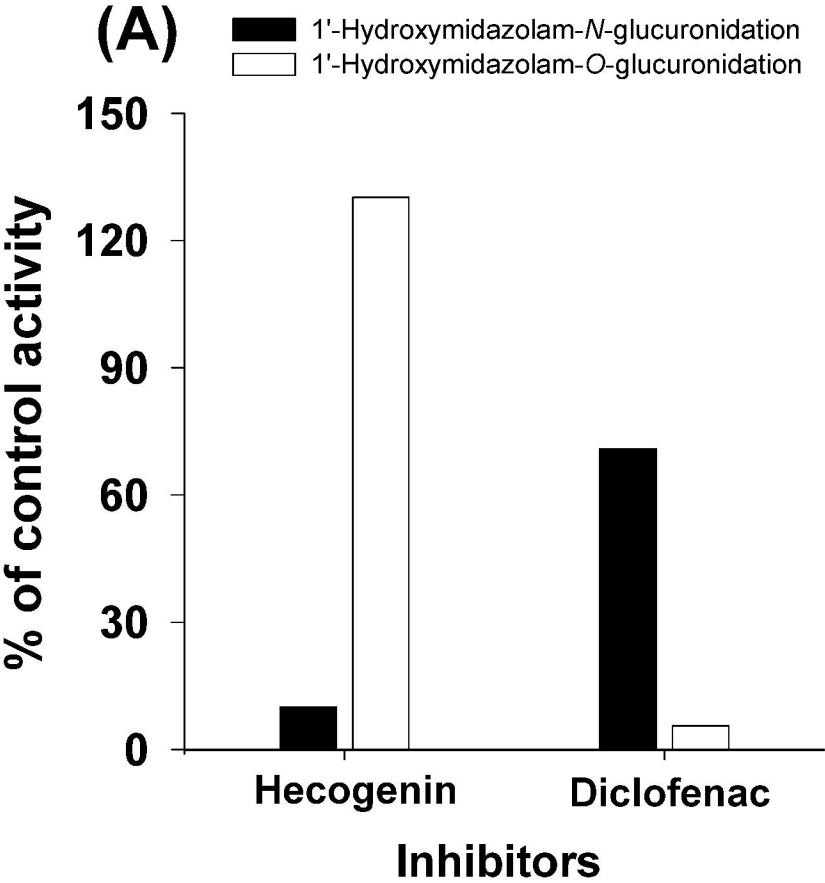 (A)
1'-Hydroxymidazolam-N-glucuronidation
1'-Hydroxymidazolam-O-glucuronidation
% of control activity
150
120
90
60
30
0
Hecogenin
Diclofenac
Inhibitors